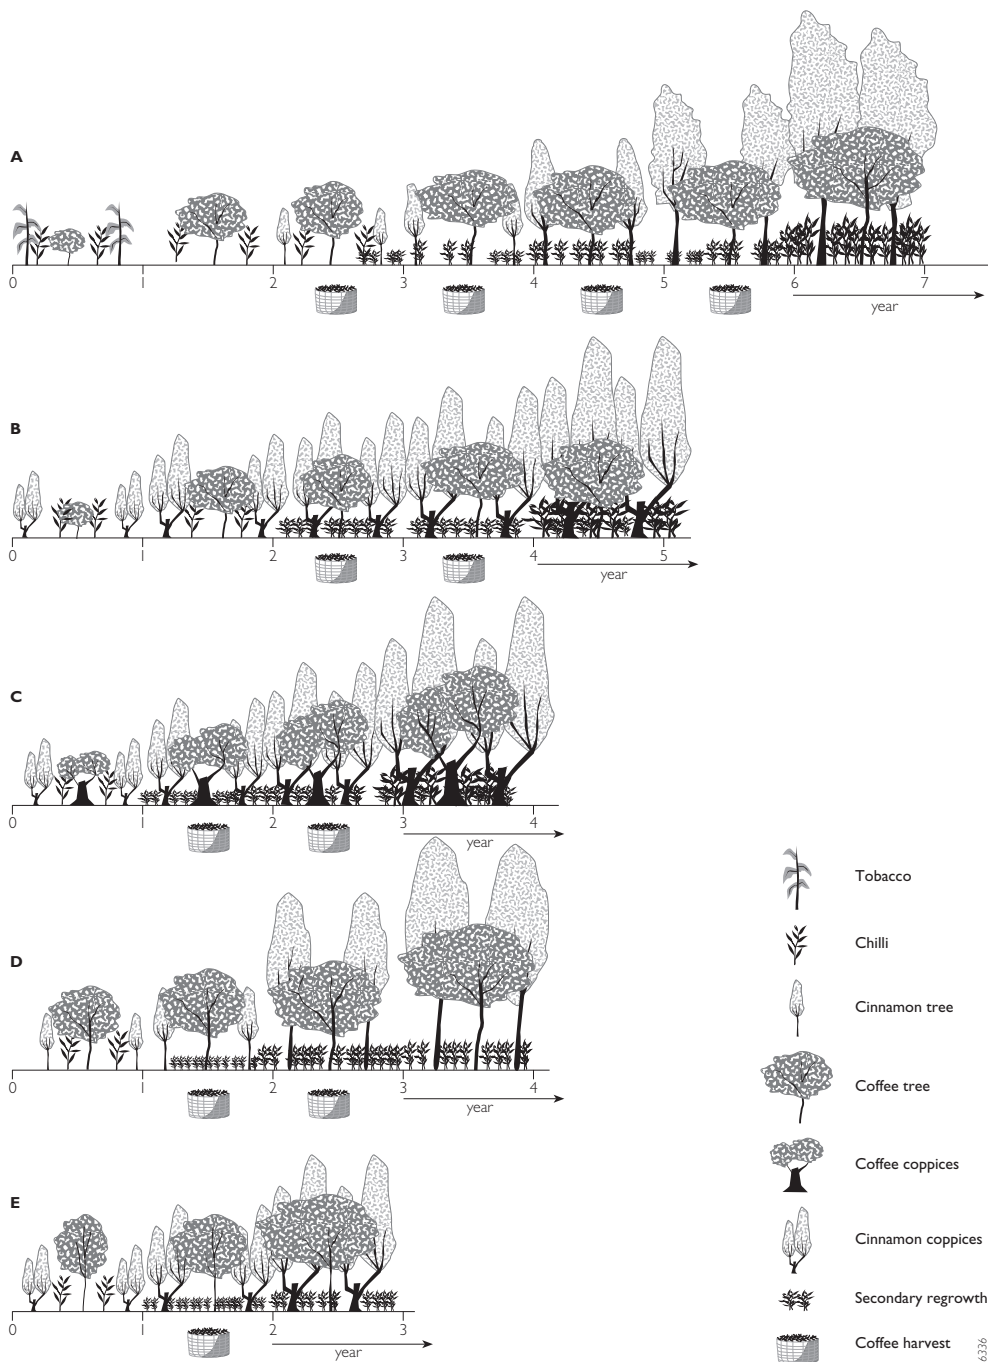 A
0 1 2 3 4 5 6 7
year
B
0 1 2 3 4 5
year
C
0 1 2 3 4
year
D
0 1 2 3 4
year
E
0 1 2 3
year
Tobacco
Chilli
Cinnamon tree
Coffee tree
Coffee coppices
Cinnamon coppices
Secondary regrowth
Coffee harvest
6336